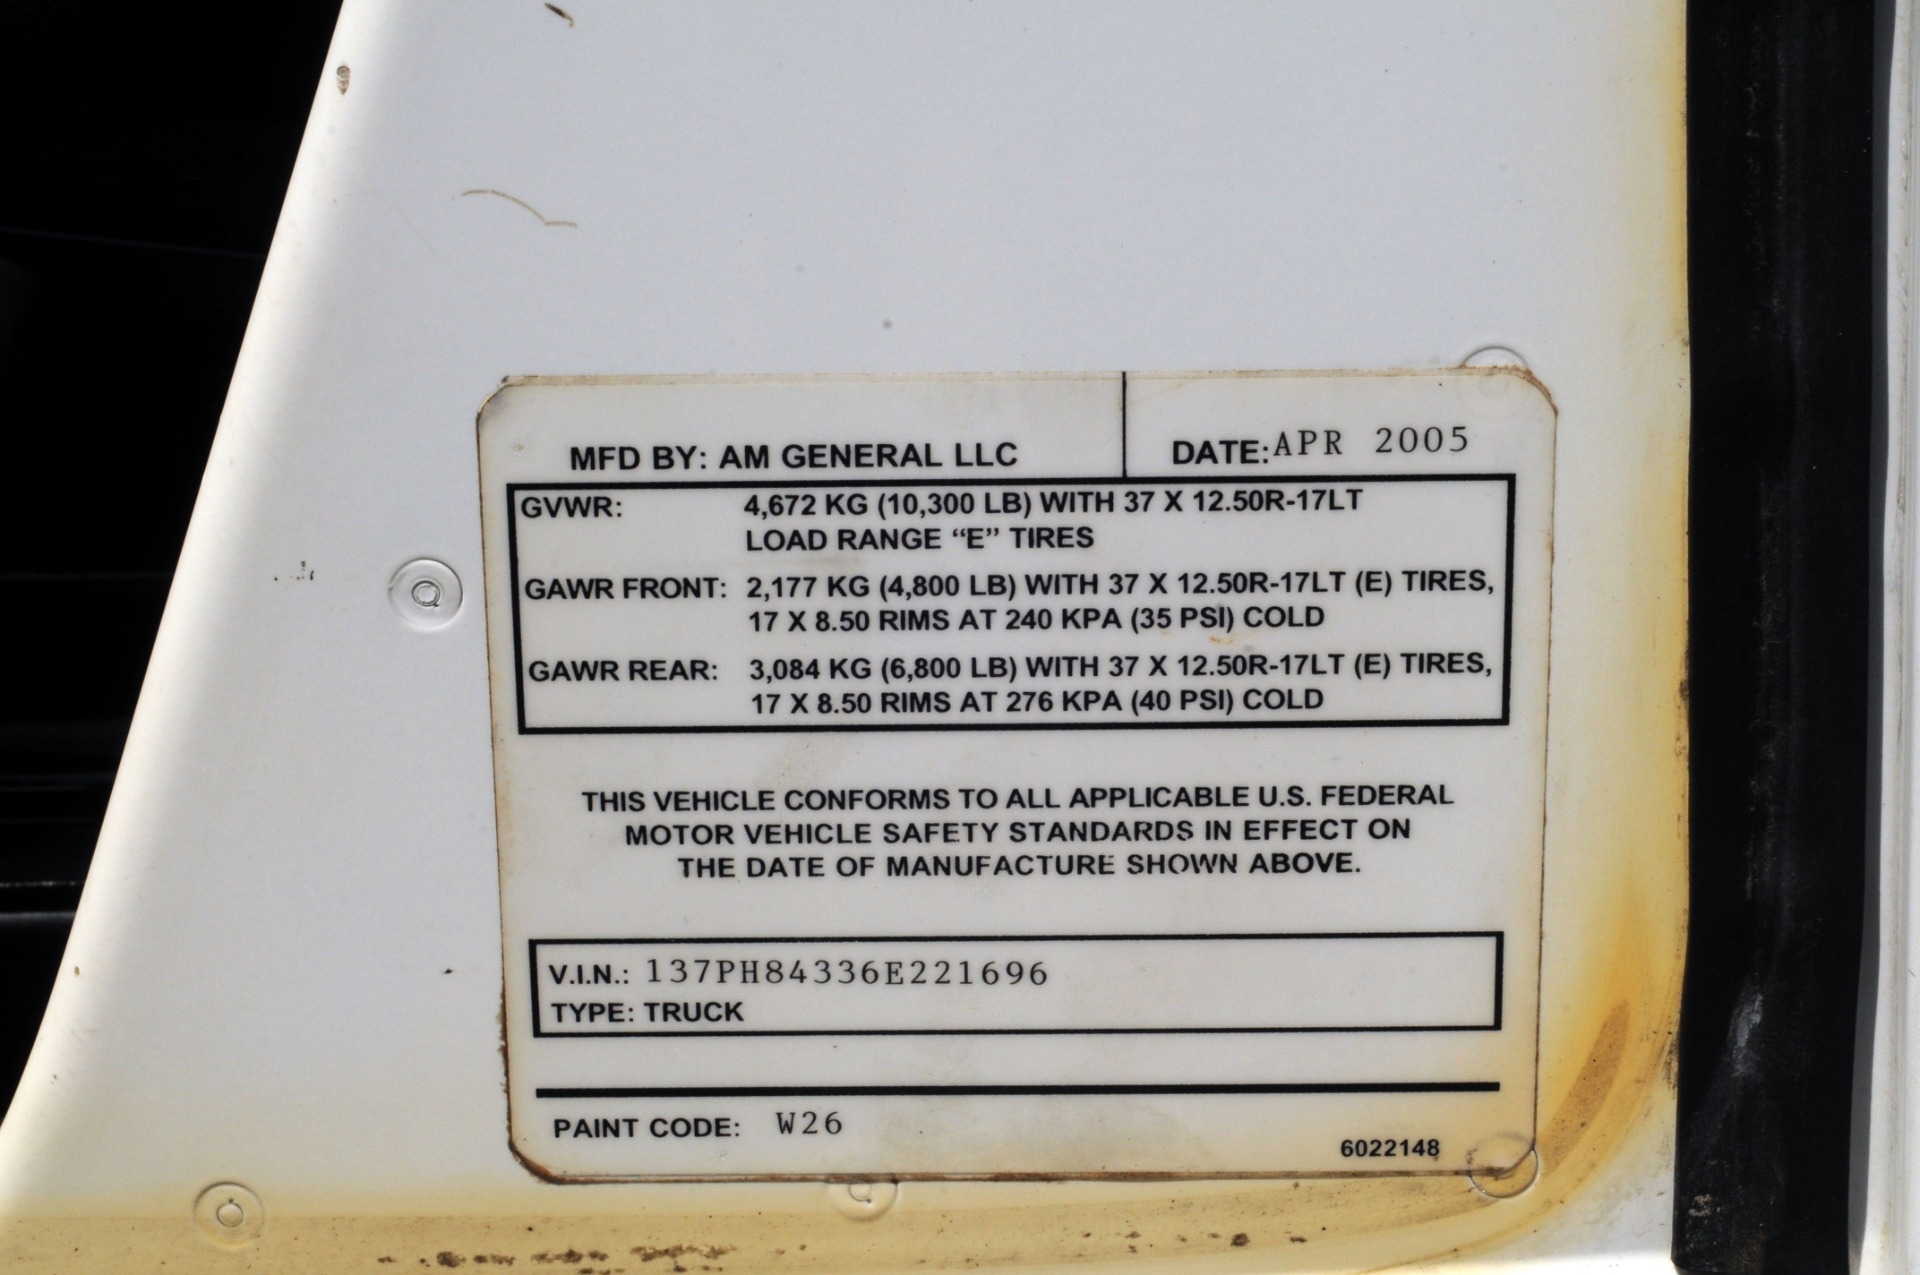 MFD BY: AM GENERAL LLC
DATE: APR 2005
GVWR: 4,672 KG (10,300 LB) WITH 37 X 12.50R-17LT
LOAD RANGE “E” TIRES
GAWR FRONT: 2,177 KG (4,800 LB) WITH 37 X 12.50R-17LT (E) TIRES,
17 X 8.50 RIMS AT 240 KPA (35 PSI) COLD
GAWR REAR: 3,084 KG (6,800 LB) WITH 37 X 12.50R-17LT (E) TIRES,
17 X 8.50 RIMS AT 276 KPA (40 PSI) COLD
THIS VEHICLE CONFORMS TO ALL APPLICABLE U.S. FEDERAL
MOTOR VEHICLE SAFETY STANDARDS IN EFFECT ON
THE DATE OF MANUFACTURE SHOWN ABOVE.
V.I.N.: 137PH84336E221696
TYPE: TRUCK
PAINT CODE: W26
6022148